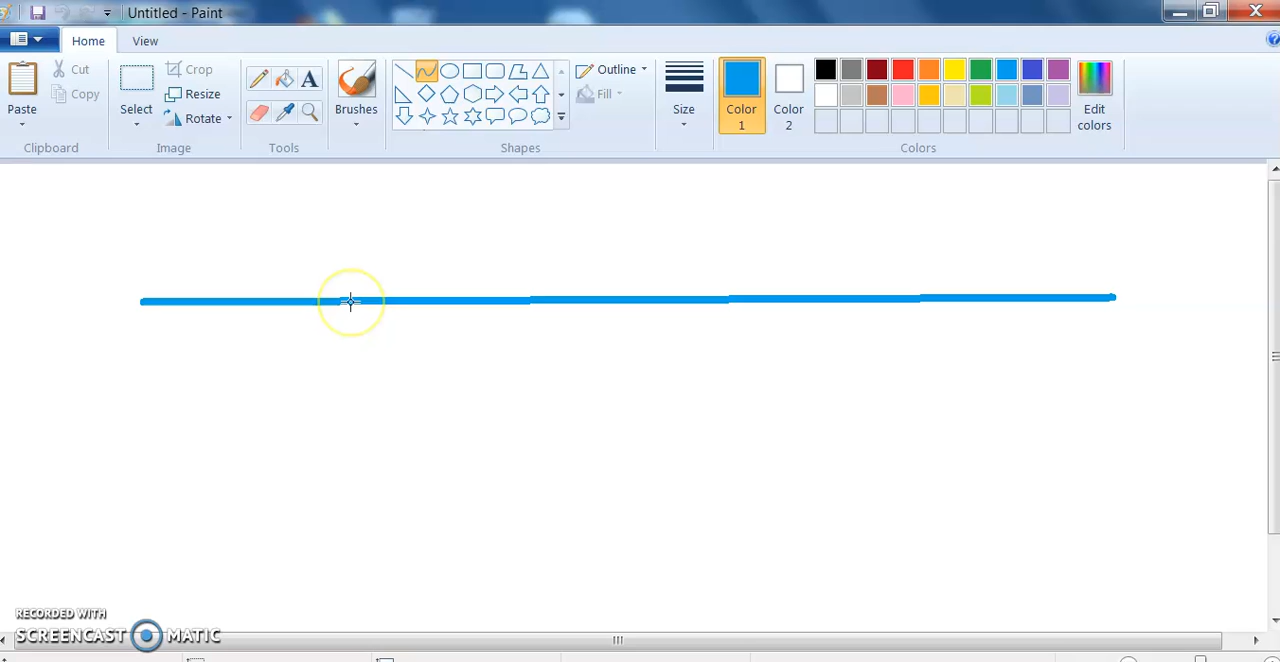 Untitled - Paint
Home View
Paste
Cut
Copy
Clipboard
Select
Crop
Resize
Rotate
Image
A
Tools
Brushes
Outline
Fill
Shapes
Size
Color 1
Color 2
Edit colors
Colors
RECORDED WITH
SCREENCAST MATIC